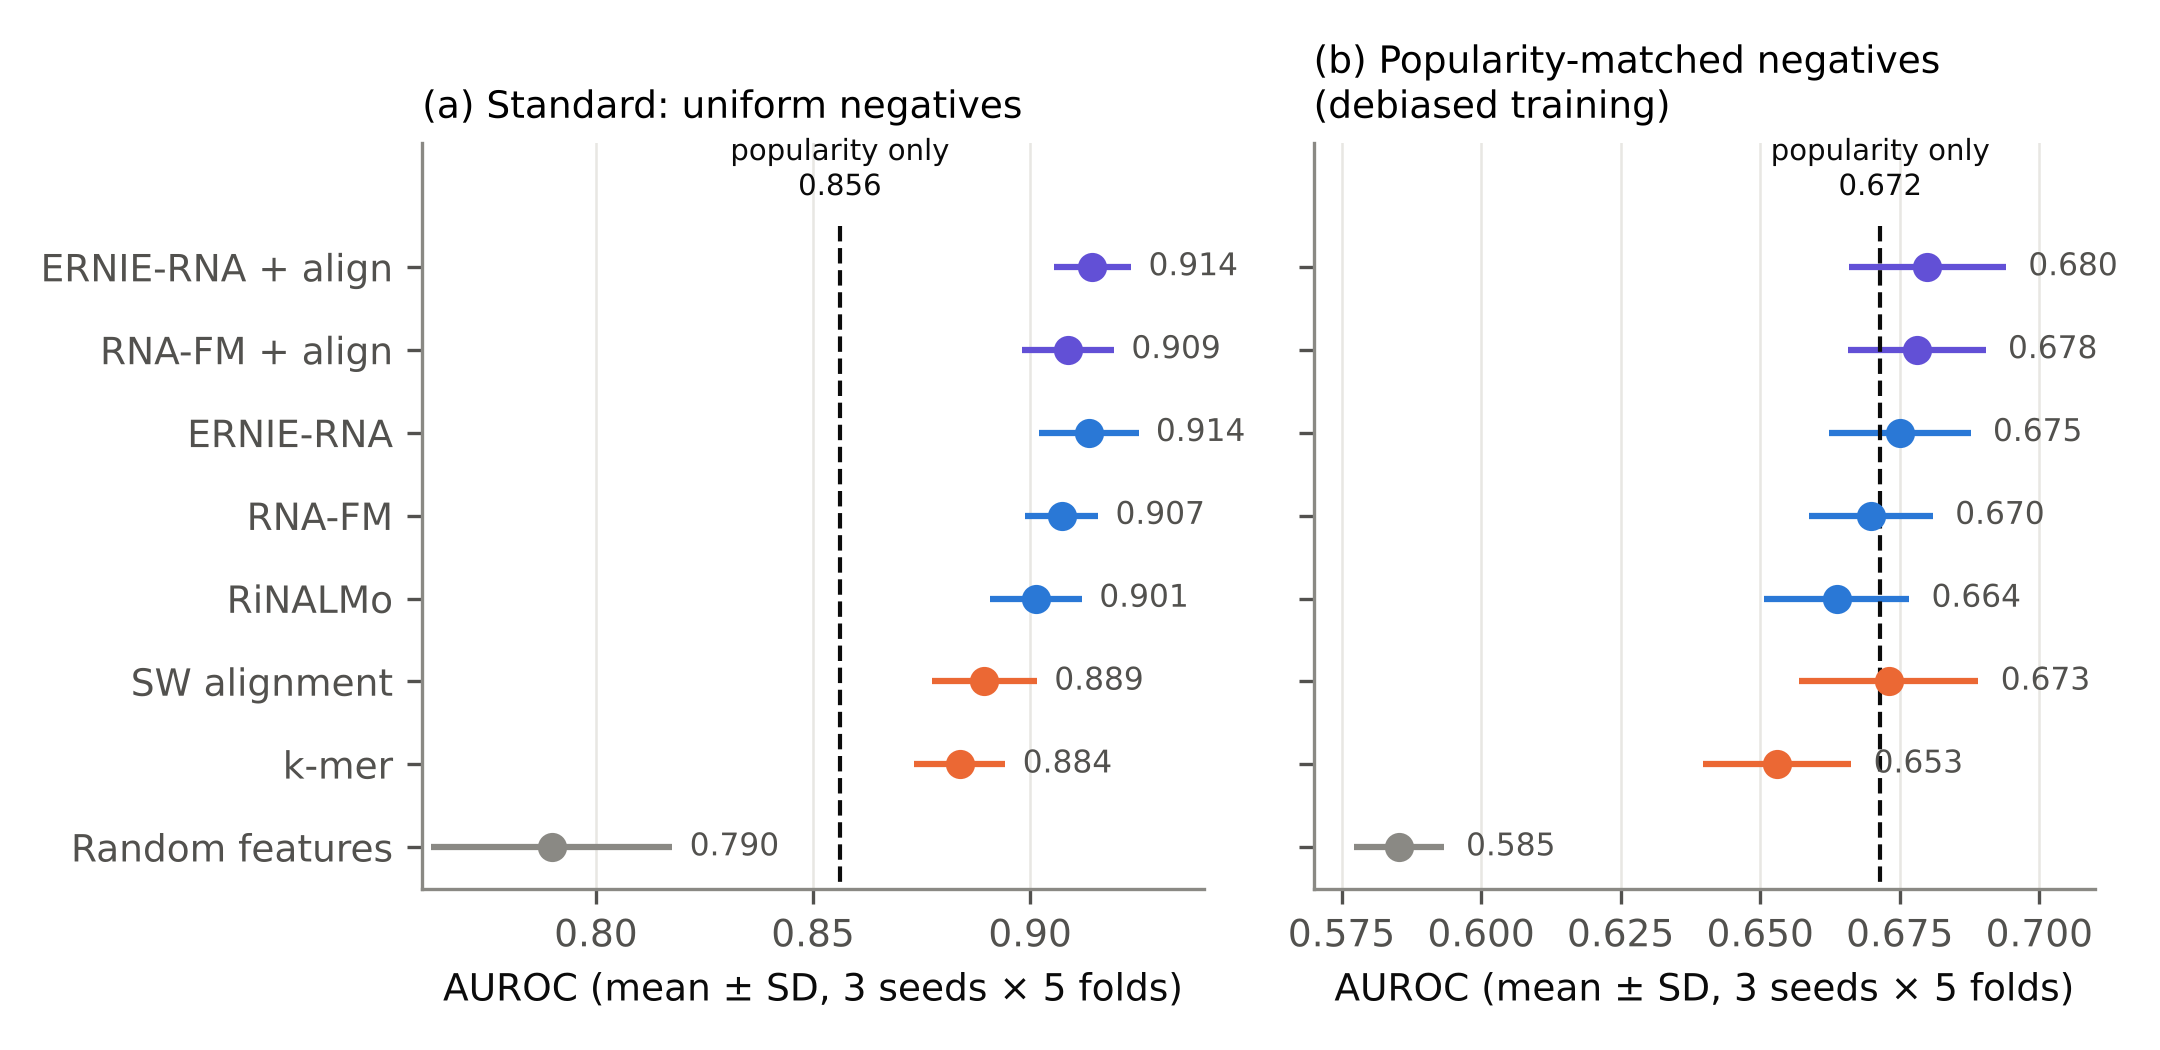 (a) Standard: uniform negatives
popularity only
0.856
ERNIE-RNA + align
0.914
RNA-FM + align
0.909
ERNIE-RNA
0.914
RNA-FM
0.907
RiNALMo
0.901
SW alignment
0.889
k-mer
0.884
Random features
0.790
0.80 0.85 0.90
AUROC (mean ± SD, 3 seeds × 5 folds)
(b) Popularity-matched negatives
(debiased training)
popularity only
0.672
0.680
0.678
0.675
0.670
0.664
0.673
0.653
0.585
0.575 0.600 0.625 0.650 0.675 0.700
AUROC (mean ± SD, 3 seeds × 5 folds)